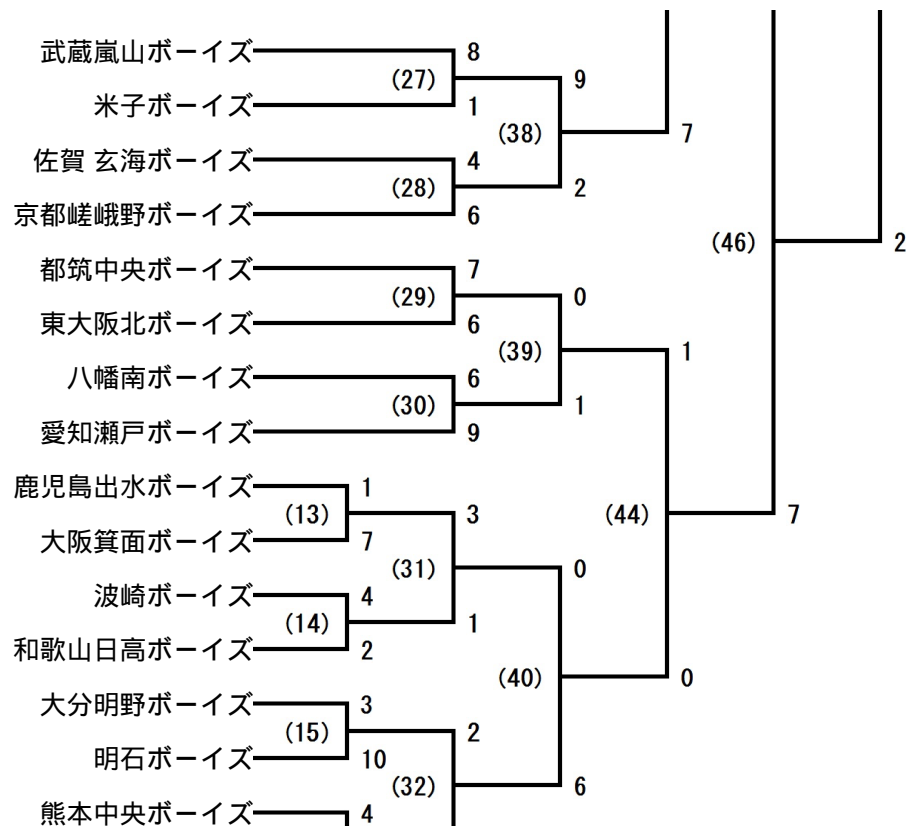 武蔵嵐山ボーイズ 8
(27) 9
米子ボーイズ 1
(38) 7
佐賀 玄海ボーイズ 4
(28) 2
京都嵯峨野ボーイズ 6
(46) 2
都筑中央ボーイズ 7
(29) 0
東大阪北ボーイズ 6
(39) 1
八幡南ボーイズ 6
(30) 1
愛知瀬戸ボーイズ 9
鹿児島出水ボーイズ 1
(13) 3 (44) 7
大阪箕面ボーイズ 7
(31) 0
波崎ボーイズ 4
(14) 1
和歌山日高ボーイズ 2
(40) 0
大分明野ボーイズ 3
(15) 2
明石ボーイズ 10
(32) 6
熊本中央ボーイズ 4